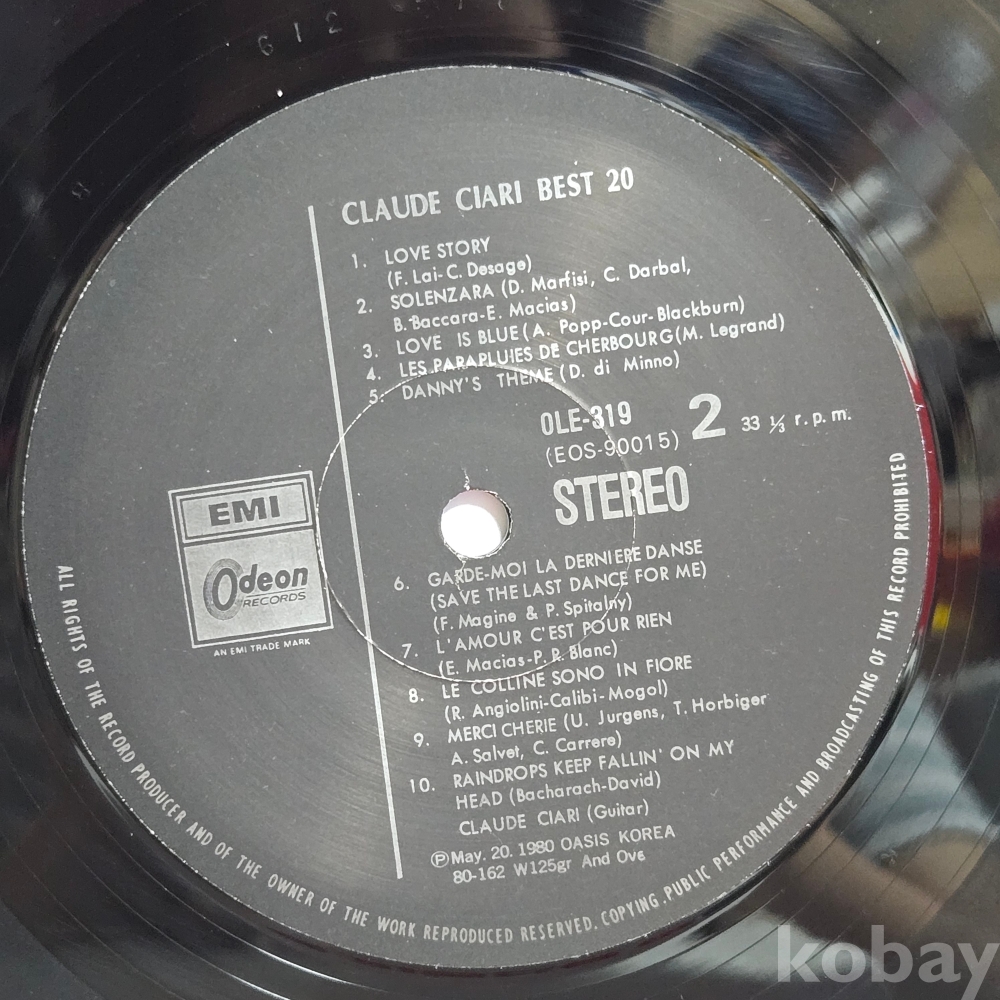 CLAUDE CIARI BEST 20
1. LOVE STORY
(F. Lai-C. Desage)
2. SOLENZARA (D. Marfisi, C. Darbal,
B. Baccara-E. Macias)
3. LOVE IS BLUE (A. Popp-Cour-Blackburn)
4. LES PARAPLUIES DE CHERBOURG (M. Legrand)
5. DANNY'S THEME (D. di Minno)
OLE-319
(EOS-90015)
2
33 ⅓ r.p.m.
STEREO
EMI
Odeon
RECORDS
AN EMI TRADE MARK
6. GARDE-MOI LA DERNIERE DANSE
(SAVE THE LAST DANCE FOR ME)
(F. Magine & P. Spitalny)
7. L'AMOUR C'EST POUR RIEN
(E. Macias-P. R. Blanc)
8. LE COLLINE SONO IN FIORE
(R. Angiolini-Calibi-Mogol)
9. MERCI CHERIE (U. Jurgens, T. Horbiger
A. Salvet, C. Carrere)
10. RAINDROPS KEEP FALLIN' ON MY
HEAD (Bacharach-David)
CLAUDE CIARI (Guitar)
Ⓟ May. 20. 1980 OASIS KOREA
80-162 W125gr And Ove
ALL RIGHTS OF THE RECORD PRODUCER AND OF THE OWNER OF THE WORK REPRODUCED RESERVED. COPYING, PUBLIC PERFORMANCE AND BROADCASTING OF THIS RECORD PROHIBITED
kobay